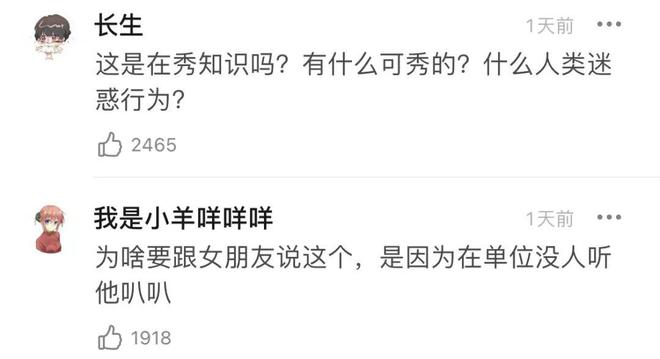 长生
1天前
这是在秀知识吗？有什么可秀的？什么人类迷
惑行为？
2465
我是小羊咩咩咩
1天前
为啥要跟女朋友说这个，是因为在单位没人听
他叭叭
1918